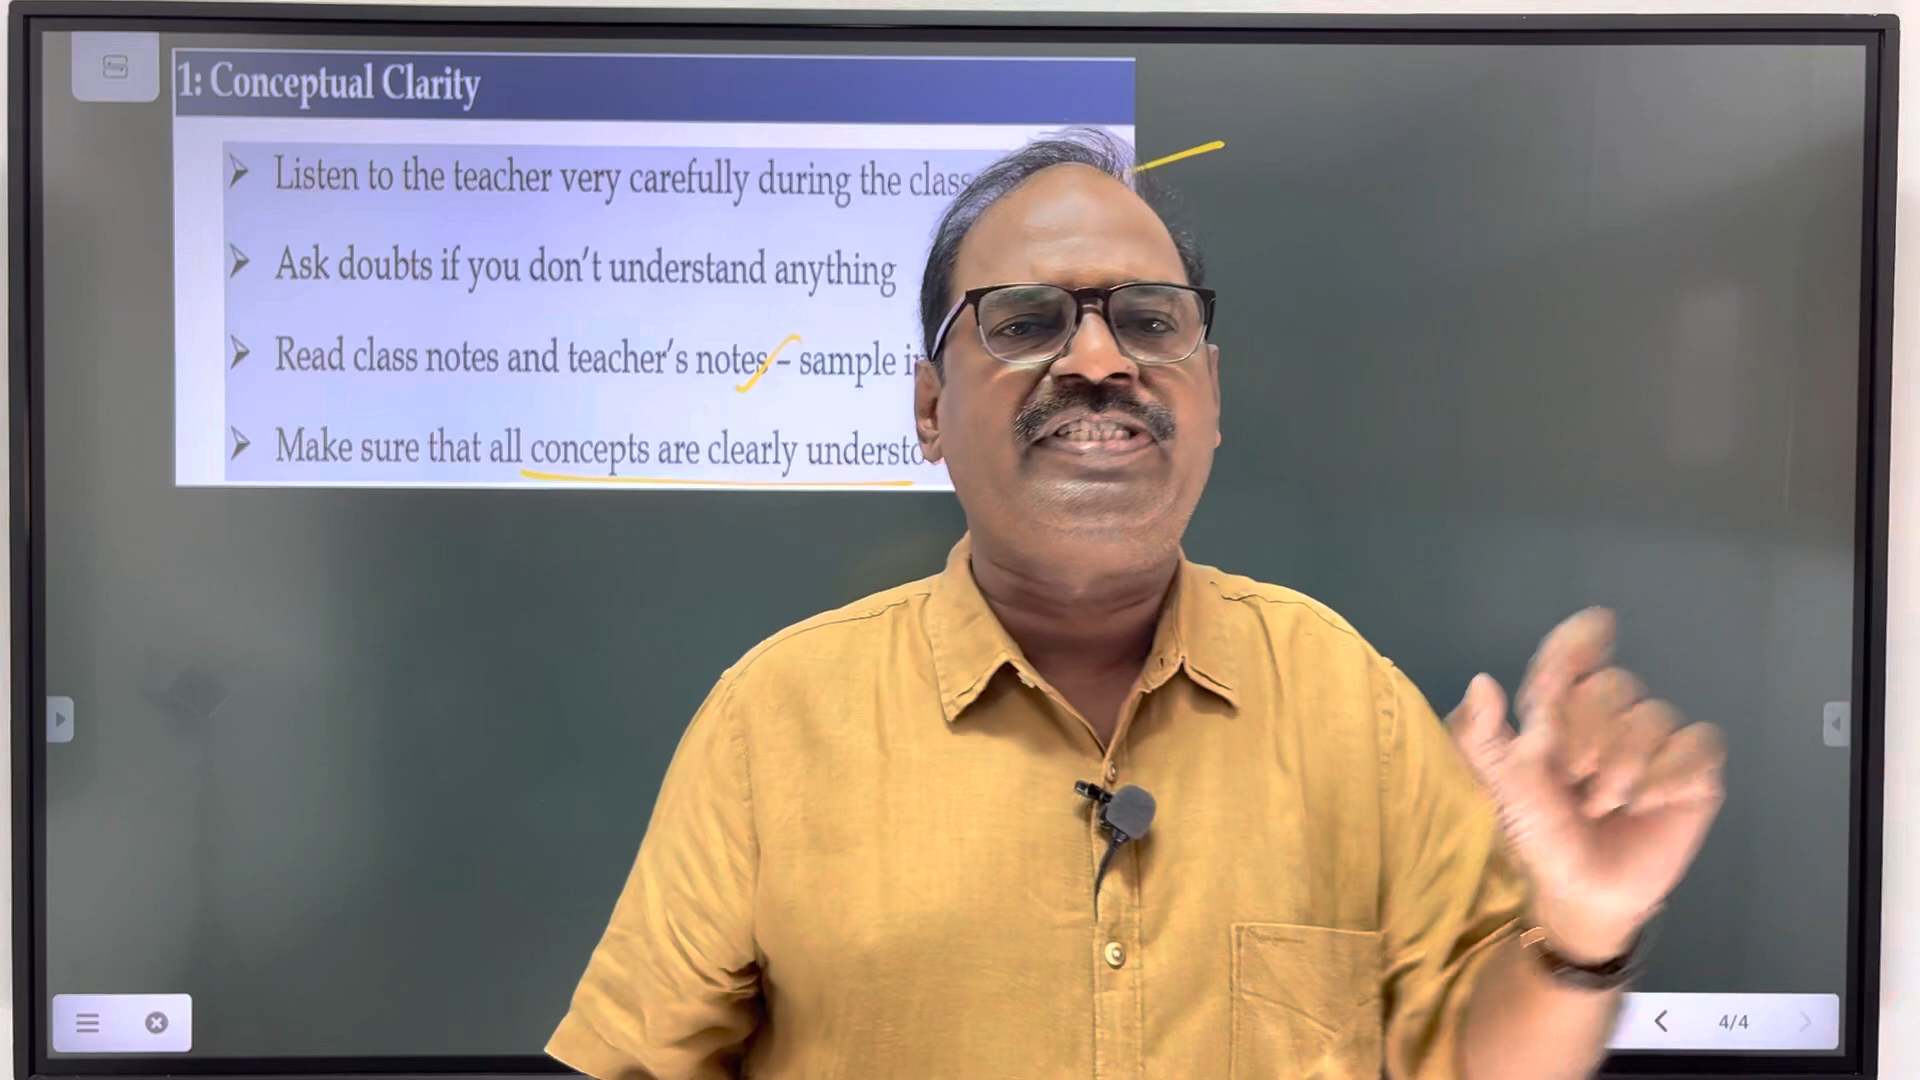 1: Conceptual Clarity
Listen to the teacher very carefully during the class
Ask doubts if you don't understand anything
Read class notes and teacher's notes – sample
Make sure that all concepts are clearly
4/4